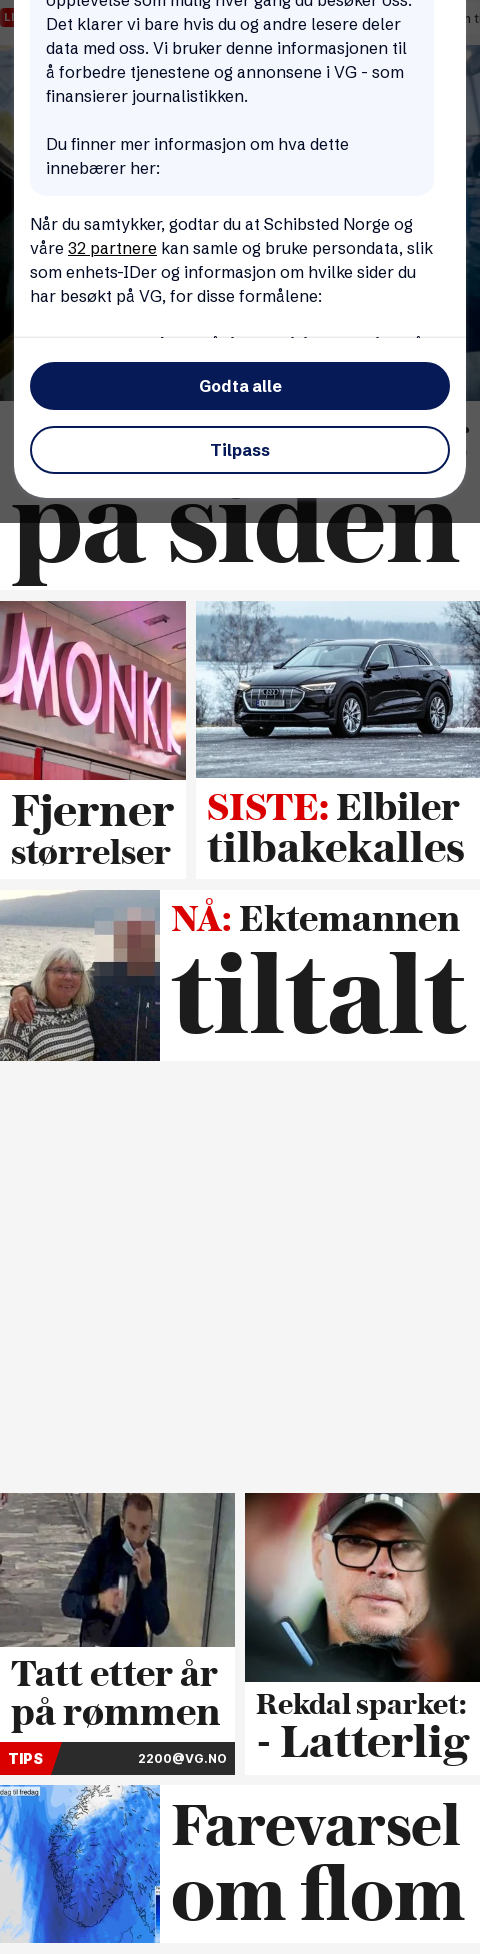 opplevelse som mulig hver gang du besøker oss.
Det klarer vi bare hvis du og andre lesere deler
data med oss. Vi bruker denne informasjonen til
å forbedre tjenestene og annonsene i VG - som
finansierer journalistikken.
Du finner mer informasjon om hva dette
innebærer her:
Når du samtykker, godtar du at Schibsted Norge og
våre 32 partnere kan samle og bruke persondata, slik
som enhets-IDer og informasjon om hvilke sider du
har besøkt på VG, for disse formålene:
Godta alle
Tilpass
på siden
MONKI
Fjerner
størrelser
SISTE: Elbiler
tilbakekalles
NÅ: Ektemannen
tiltalt
Tatt etter år
på rømmen
TIPS 2200@VG.NO
Rekdal sparket:
- Latterlig
dag til fredag
Farevarsel
om flom